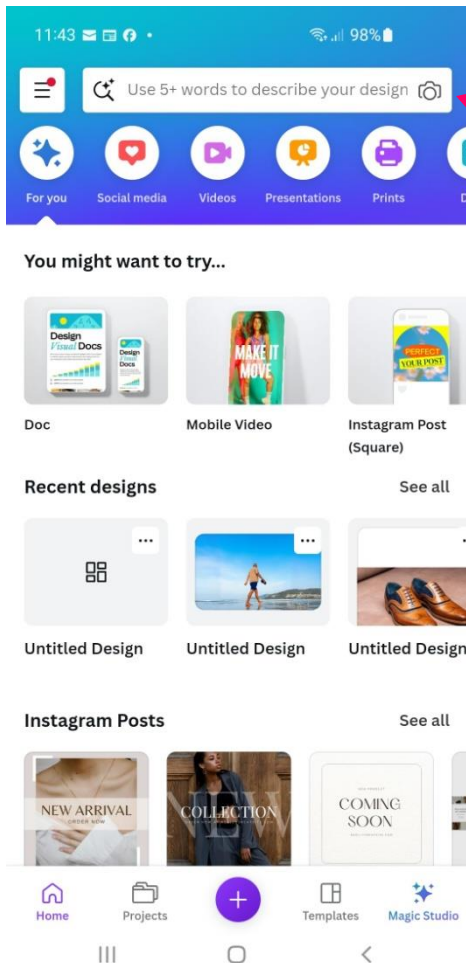 11:43
98%
Use 5+ words to describe your design
For you
Social media
Videos
Presentations
Prints
D
You might want to try...
Design
Visual Docs
Design
Visual
Docs
MAKE IT
MOVE
PERFECT
YOUR POST
Doc
Mobile Video
Instagram Post
(Square)
Recent designs
See all
Untitled Design
Untitled Design
Untitled Design
Instagram Posts
See all
NEW ARRIVAL
ORDER NOW
NEW
COLLECTION
COMING
SOON
Home
Projects
Templates
Magic Studio